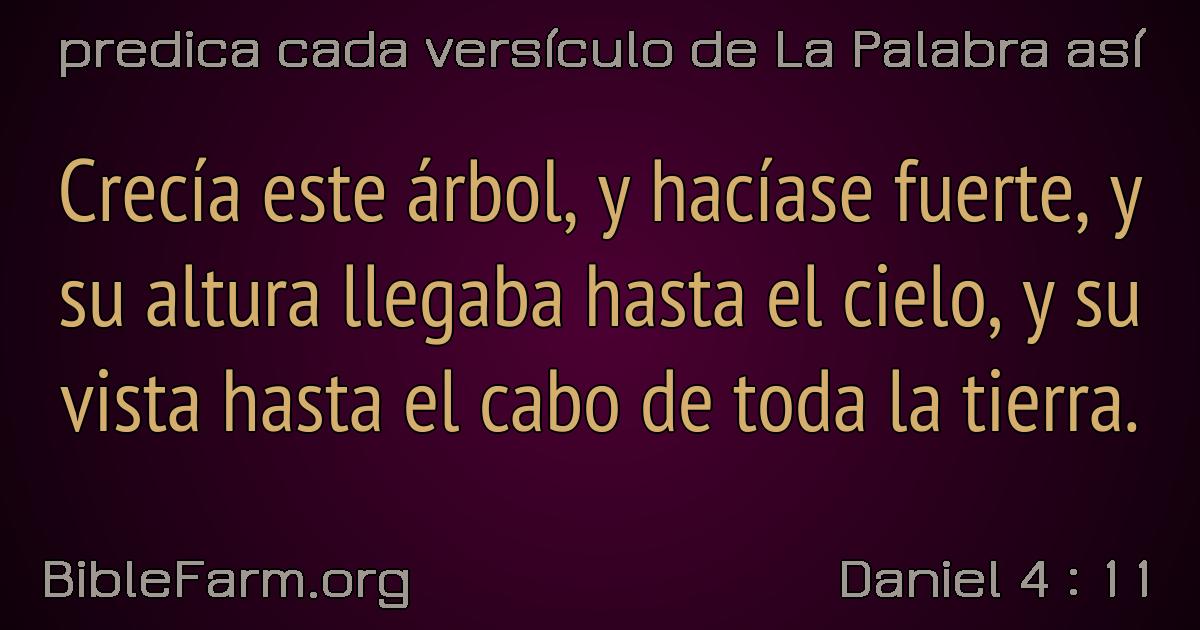 predica cada versículo de La Palabra así
Crecía este árbol, y hacíase fuerte, y
su altura llegaba hasta el cielo, y su
vista hasta el cabo de toda la tierra.
BibleFarm.org
Daniel 4 : 11